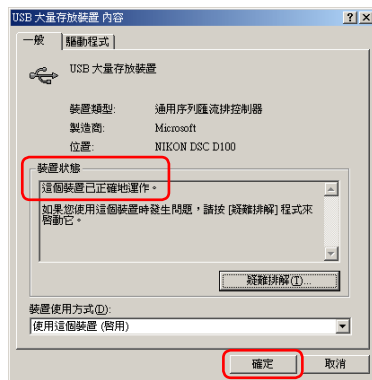 USB 大量存放裝置 內容
一般
驅動程式
USB 大量存放裝置
裝置類型: 通用序列匯流排控制器
製造商: Microsoft
位置: NIKON DSC D100
裝置狀態
這個裝置已正確地運作。
如果您使用這個裝置時發生問題，請按 [疑難排解] 程式來
啟動它。
疑難排解(T)...
裝置使用方式(D):
使用這個裝置 (啟用)
確定
取消